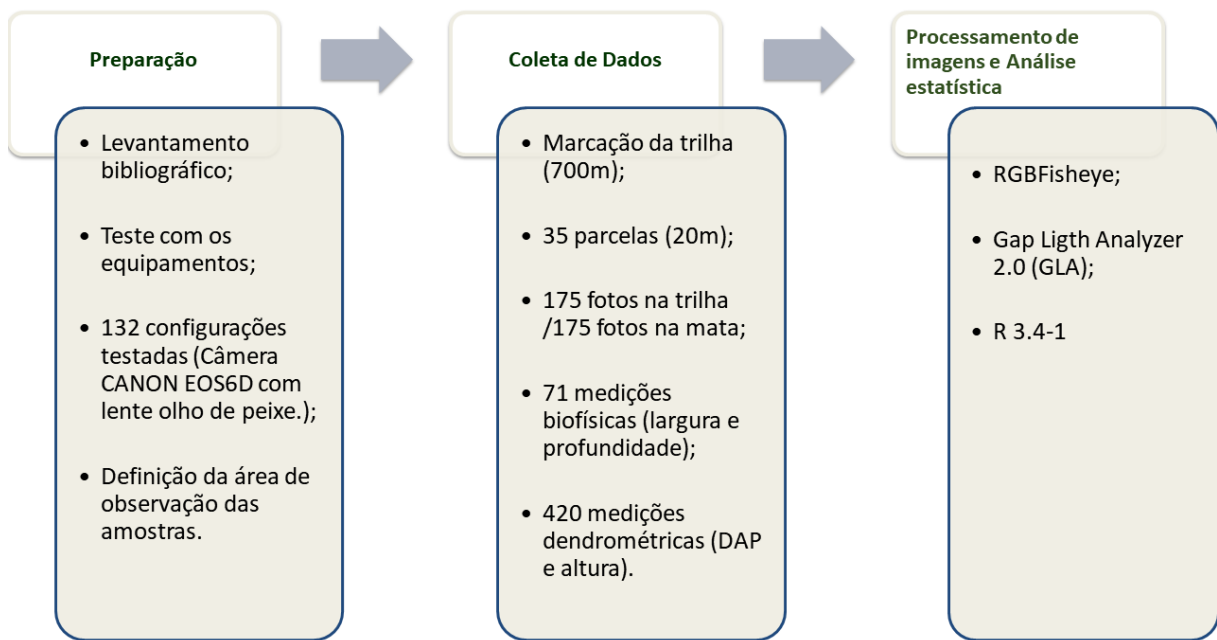 Preparação
• Levantamento
bibliográfico;
• Teste com os
equipamentos;
• 132 configurações
testadas (Câmera
CANON EOS6D com
lente olho de peixe.);
• Definição da área de
observação das
amostras.
Coleta de Dados
• Marcação da trilha
(700m);
• 35 parcelas (20m);
• 175 fotos na trilha
/175 fotos na mata;
• 71 medições
biofísicas (largura e
profundidade);
• 420 medições
dendrométricas (DAP
e altura).
Processamento de
imagens e Análise
estatística
• RGBFisheye;
• Gap Ligth Analyzer
2.0 (GLA);
• R 3.4-1